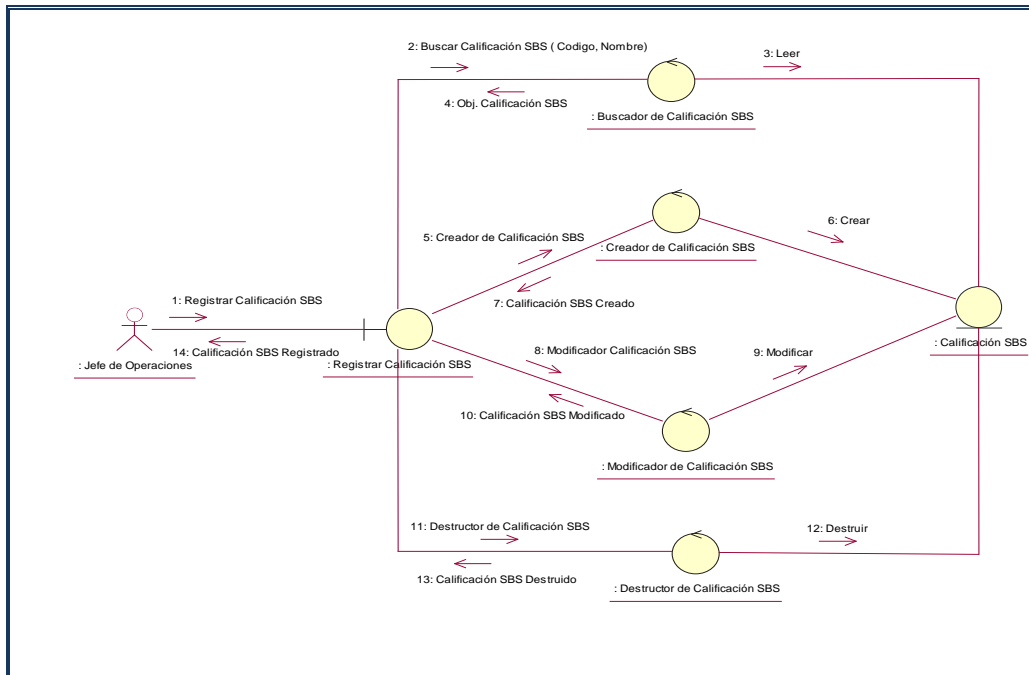 2: Buscar Calificación SBS ( Codigo, Nombre)
3: Leer
4: Obj. Calificación SBS
: Buscador de Calificación SBS
5: Creador de Calificación SBS
6: Crear
: Creador de Calificación SBS
7: Calificación SBS Creado
1: Registrar Calificación SBS
14: Calificación SBS Registrado
: Jefe de Operaciones
: Registrar Calificación SBS
: Calificación SBS
8: Modificador Calificación SBS
9: Modificar
10: Calificación SBS Modificado
: Modificador de Calificación SBS
11: Destructor de Calificación SBS
12: Destruir
13: Calificación SBS Destruido
: Destructor de Calificación SBS